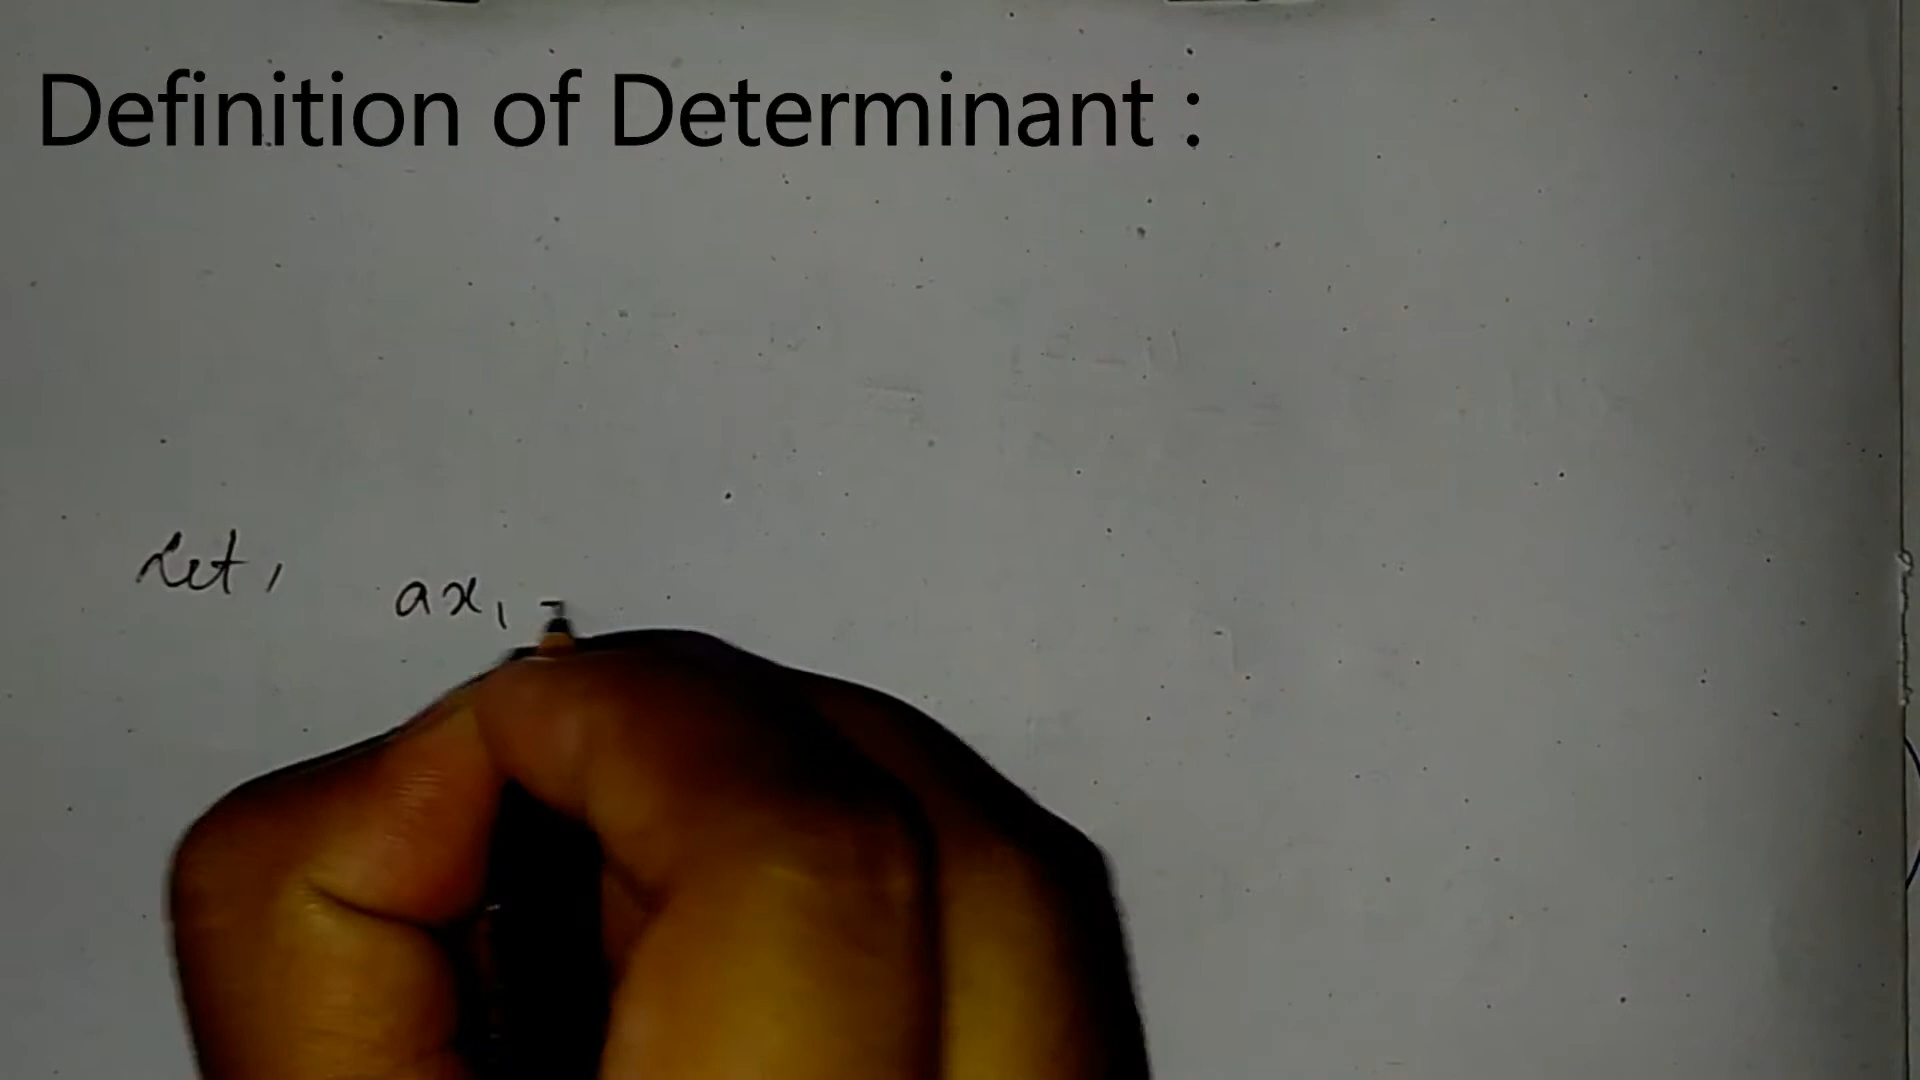 Definition of Determinant :
Let, ax₁